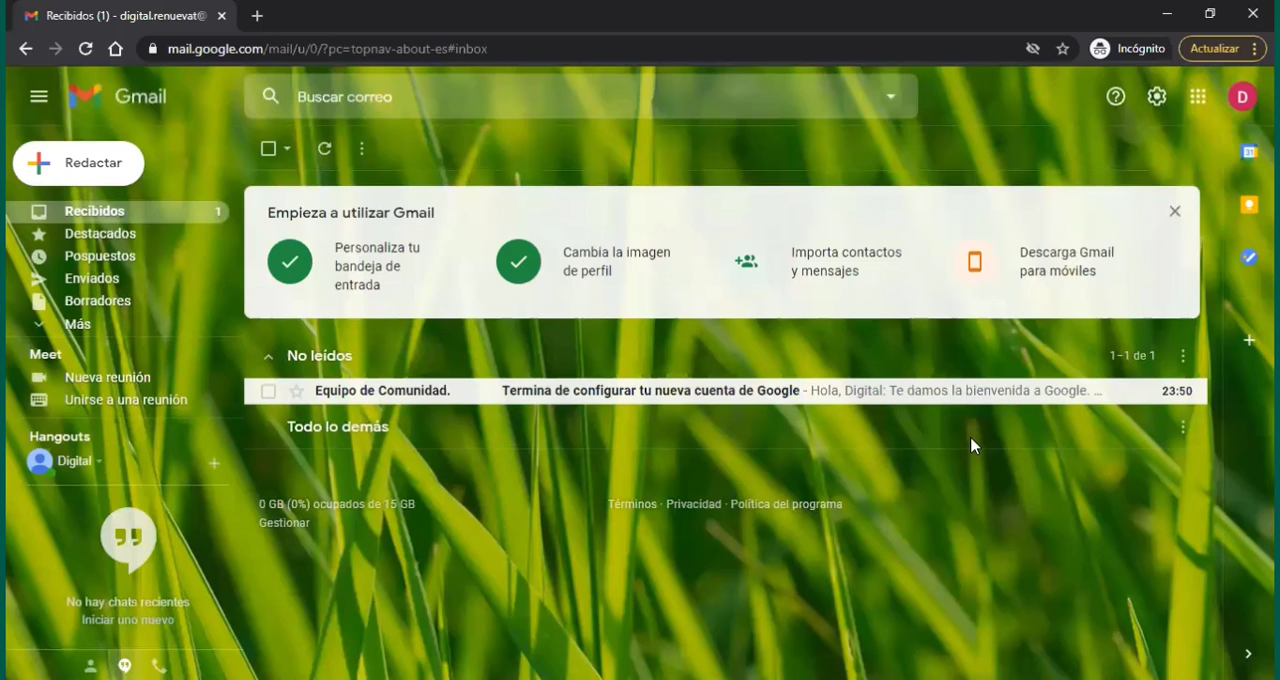 Recibidos (1) - digital.renuevat@
mail.google.com/mail/u/0/?pc=topnav-about-es#inbox
Incógnito
Actualizar
Gmail
Buscar correo
D
Redactar
Recibidos 1
Destacados
Pospuestos
Enviados
Borradores
Más
Meet
Nueva reunión
Unirse a una reunión
Hangouts
Digital
No hay chats recientes
Iniciar uno nuevo
Empieza a utilizar Gmail
Personaliza tu
bandeja de
entrada
Cambia la imagen
de perfil
Importa contactos
y mensajes
Descarga Gmail
para móviles
No leídos 1–1 de 1
Equipo de Comunidad. Termina de configurar tu nueva cuenta de Google - Hola, Digital: Te damos la bienvenida a Google. ... 23:50
Todo lo demás
0 GB (0%) ocupados de 15 GB
Gestionar
Términos · Privacidad · Política del programa
31